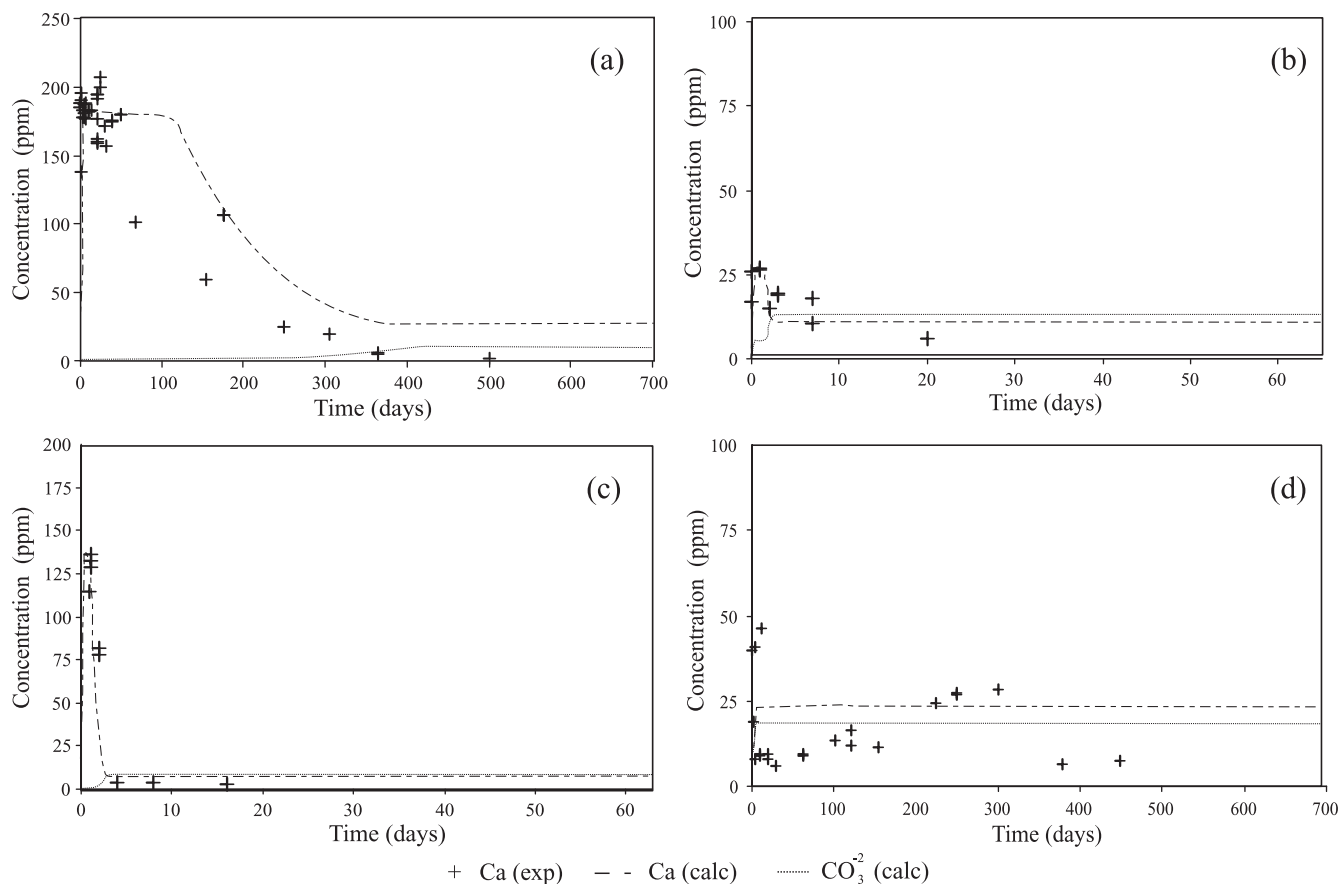 250
200
150
100
50
0
Concentration (ppm)
(a)
0 100 200 300 400 500 600 700
Time (days)
100
75
50
25
0
Concentration (ppm)
(b)
0 10 20 30 40 50 60
Time (days)
200
175
150
125
100
75
50
25
0
Concentration (ppm)
(c)
0 10 20 30 40 50 60
Time (days)
100
75
50
25
0
Concentration (ppm)
(d)
0 100 200 300 400 500 600 700
Time (days)
+ Ca (exp) — - Ca (calc) ········ CO₃⁻² (calc)